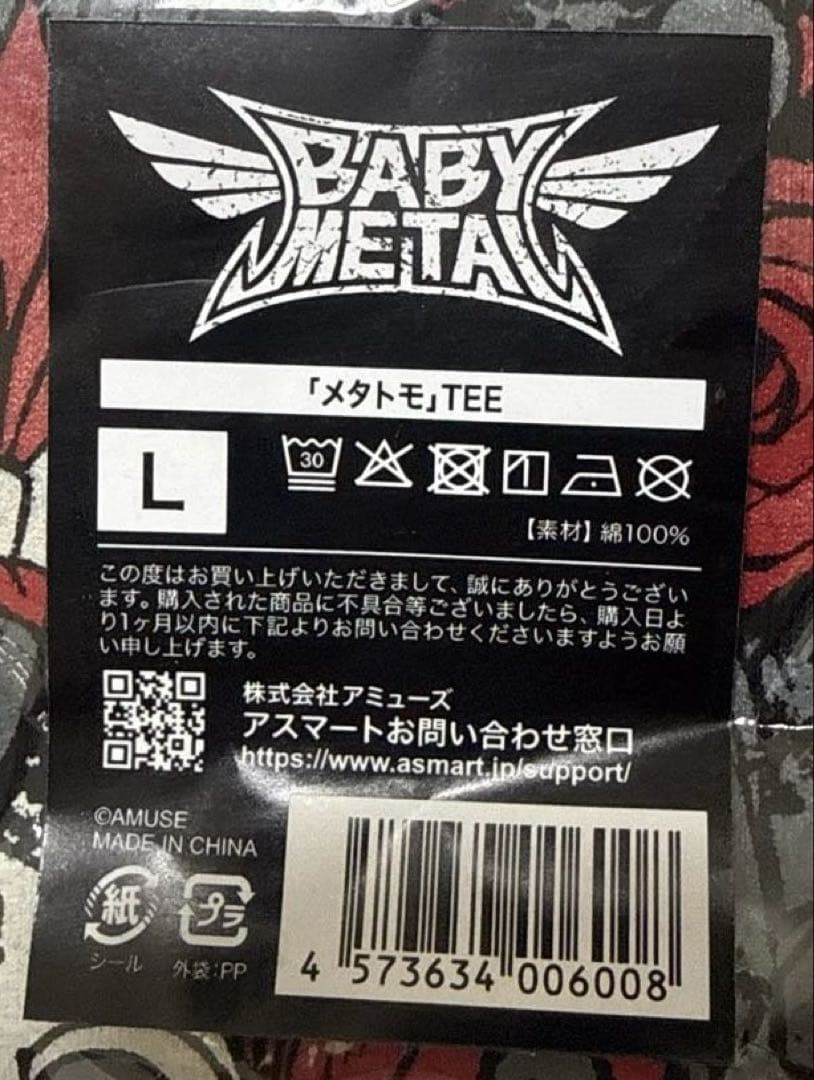 BABY
METAL
「メタトモ」TEE
L
30
【素材】綿100%
この度はお買い上げいただきまして、誠にありがとうござい
ます。購入された商品に不具合等ございましたら、購入日よ
り1ヶ月以内に下記よりお問い合わせくださいますようお願
い申し上げます。
株式会社アミューズ
アスマートお問い合わせ窓口
https://www.asmart.jp/support/
©AMUSE
MADE IN CHINA
紙
プラ
シール
外袋:PP
4 573634 006008